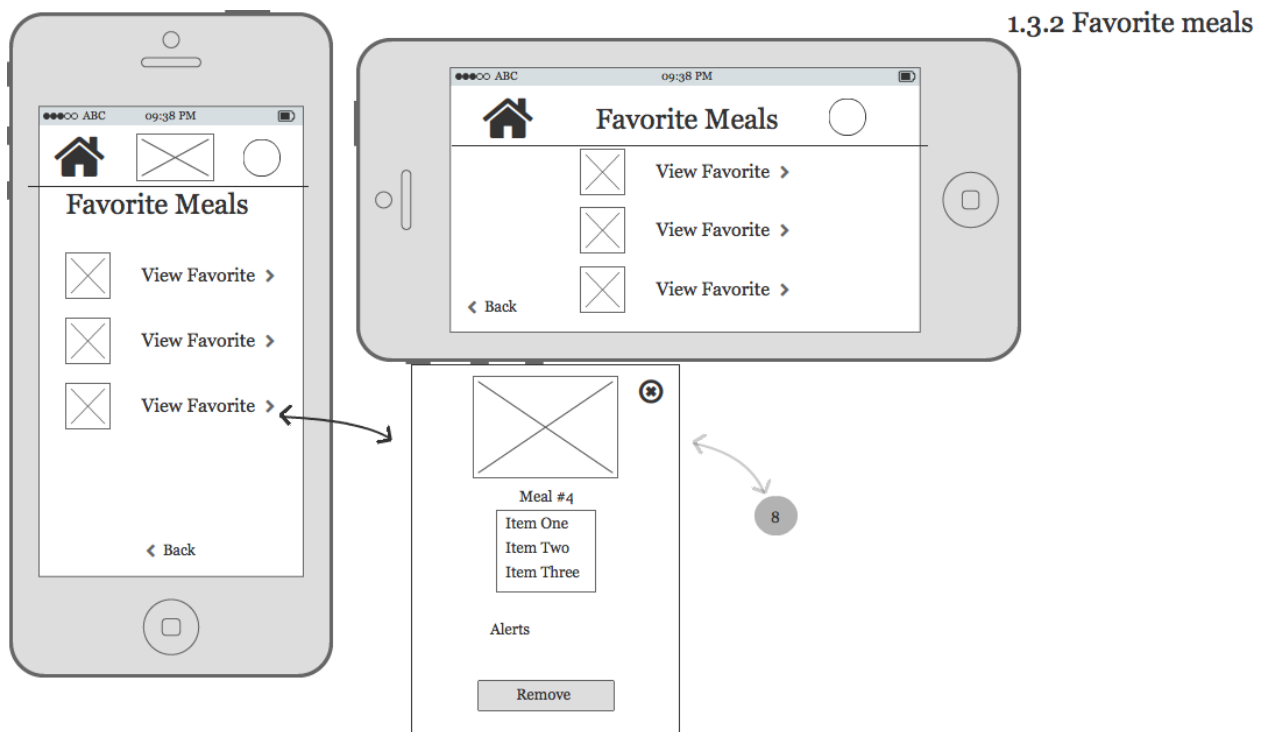 1.3.2 Favorite meals
ABC 09:38 PM
Favorite Meals
View Favorite
View Favorite
View Favorite
Back
ABC 09:38 PM
Favorite Meals
View Favorite
View Favorite
View Favorite
Back
Meal #4
Item One
Item Two
Item Three
Alerts
Remove
8